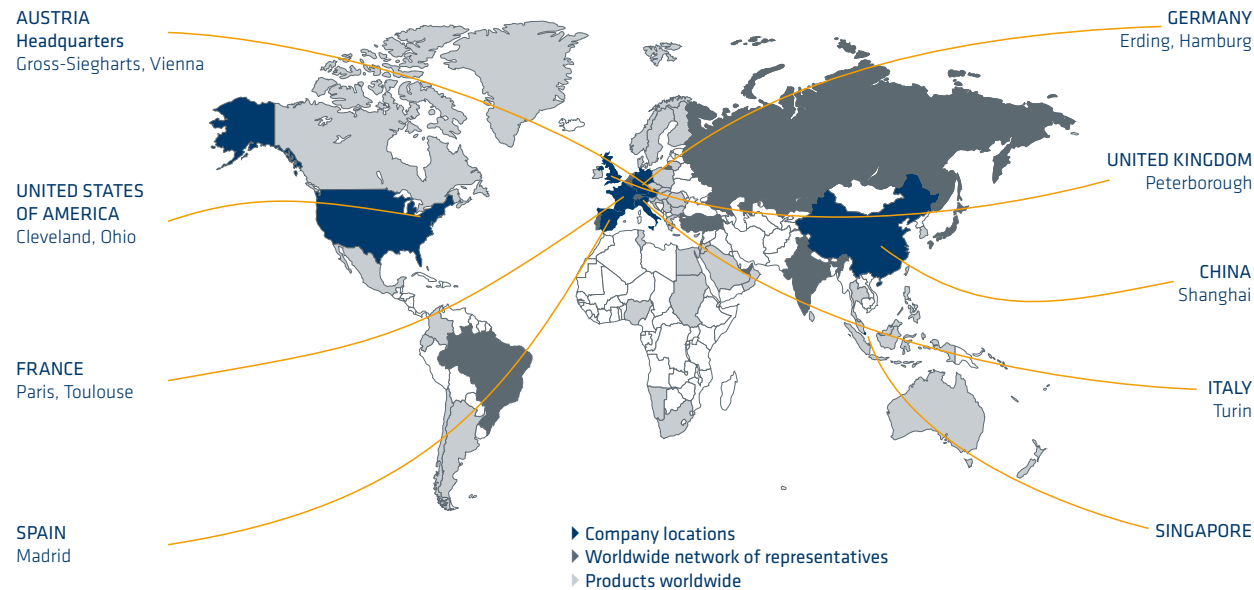 AUSTRIA
Headquarters
Gross-Siegharts, Vienna
UNITED STATES
OF AMERICA
Cleveland, Ohio
FRANCE
Paris, Toulouse
SPAIN
Madrid
GERMANY
Erding, Hamburg
UNITED KINGDOM
Peterborough
CHINA
Shanghai
ITALY
Turin
SINGAPORE
Company locations
Worldwide network of representatives
Products worldwide